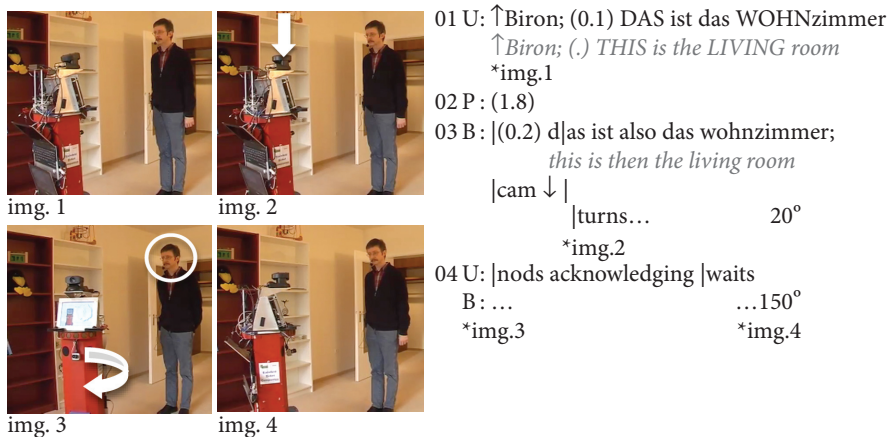 01 U: ↑Biron; (0.1) DAS ist das WOHNzimmer
↑Biron; (.) THIS is the LIVING room
*img.1
02 P: (1.8)
03 B: |(0.2) d|as ist also das wohnzimmer;
this is then the living room
|cam ↓ |
|turns… 20°
*img.2
04 U: |nods acknowledging |waits
B: … …150°
*img.3 *img.4
img. 1 img. 2
img. 3 img. 4